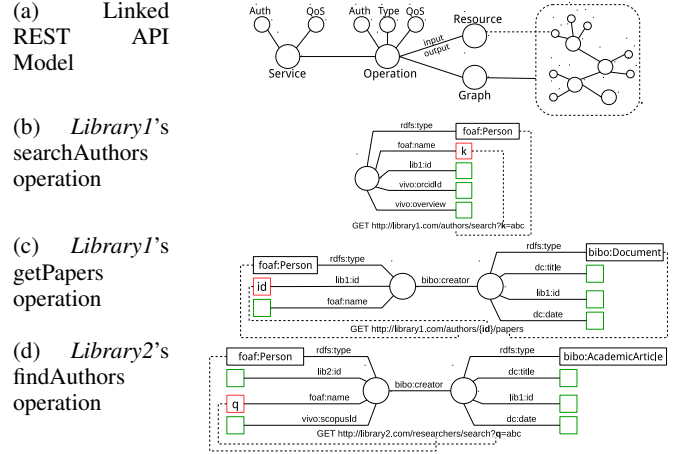 (a) Linked
REST API
Model
Auth QoS Auth Type QoS Resource
input
output
Service Operation
Graph
(b) Library1's
searchAuthors
operation
rdfs:type foaf:Person
foaf:name k
lib1:id
vivo:orcidId
vivo:overview
GET http://library1.com/authors/search?k=abc
(c) Library1's
getPapers
operation
foaf:Person rdfs:type rdfs:type bibo:Document
id lib1:id bibo:creator dc:title
foaf:name lib1:id
dc:date
GET http://library1.com/authors/{id}/papers
(d) Library2's
findAuthors
operation
foaf:Person rdfs:type rdfs:type bibo:AcademicArticle
lib2:id bibo:creator dc:title
q foaf:name lib1:id
vivo:scopusId dc:date
GET http://library2.com/researchers/search?q=abc